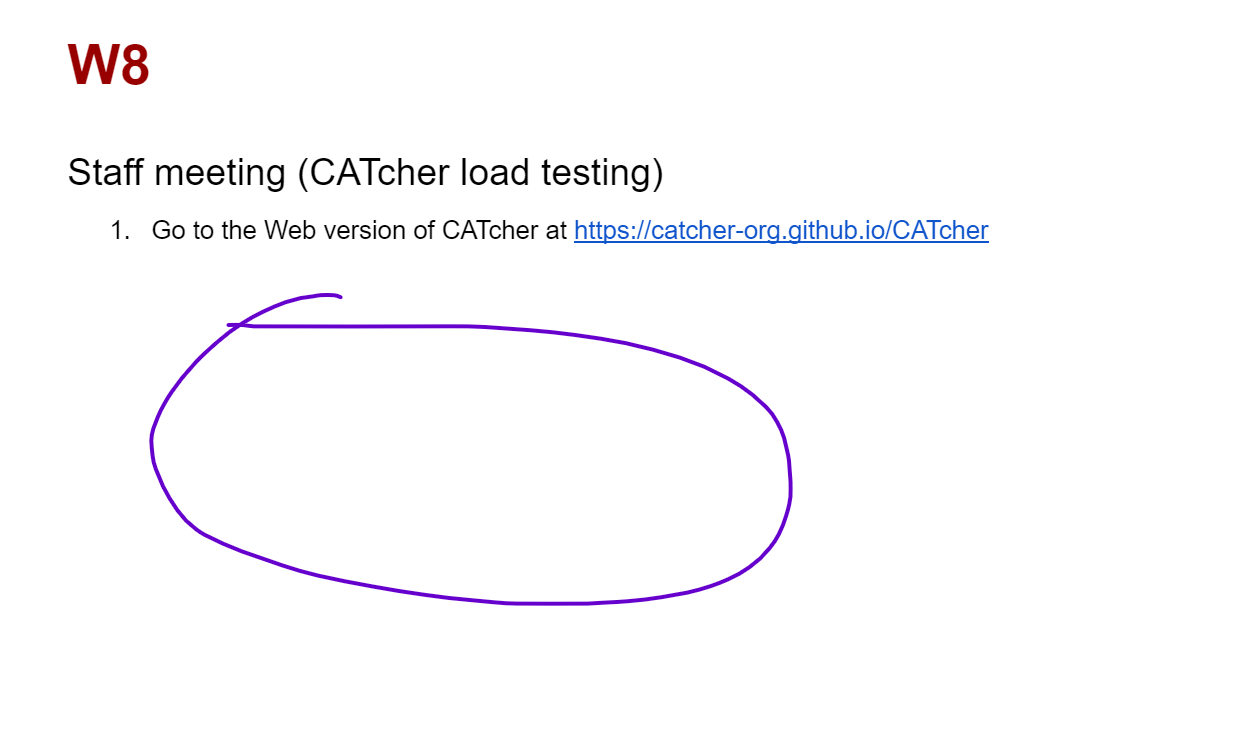 W8
Staff meeting (CATcher load testing)
1. Go to the Web version of CATcher at https://catcher-org.github.io/CATcher